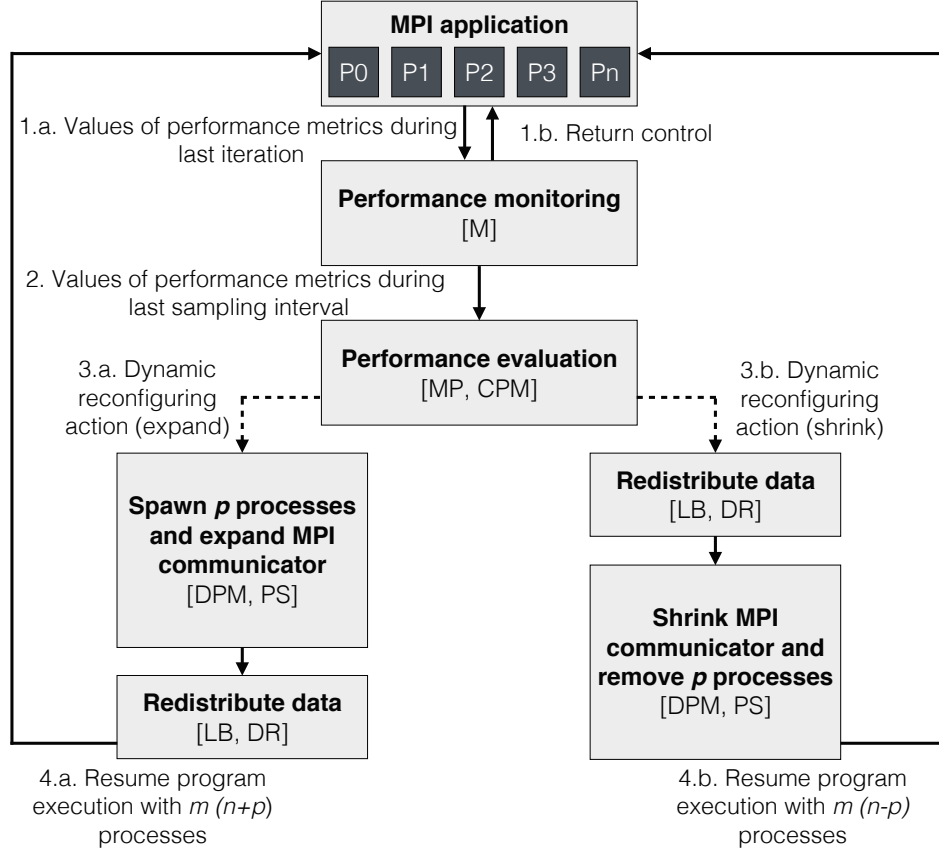 MPI application
P0 P1 P2 P3 Pn
1.a. Values of performance metrics during
last iteration
1.b. Return control
Performance monitoring
[M]
2. Values of performance metrics during
last sampling interval
Performance evaluation
[MP, CPM]
3.a. Dynamic
reconfiguring
action (expand)
3.b. Dynamic
reconfiguring
action (shrink)
Spawn p processes
and expand MPI
communicator
[DPM, PS]
Redistribute data
[LB, DR]
Redistribute data
[LB, DR]
Shrink MPI
communicator and
remove p processes
[DPM, PS]
4.a. Resume program
execution with m (n+p)
processes
4.b. Resume program
execution with m (n-p)
processes